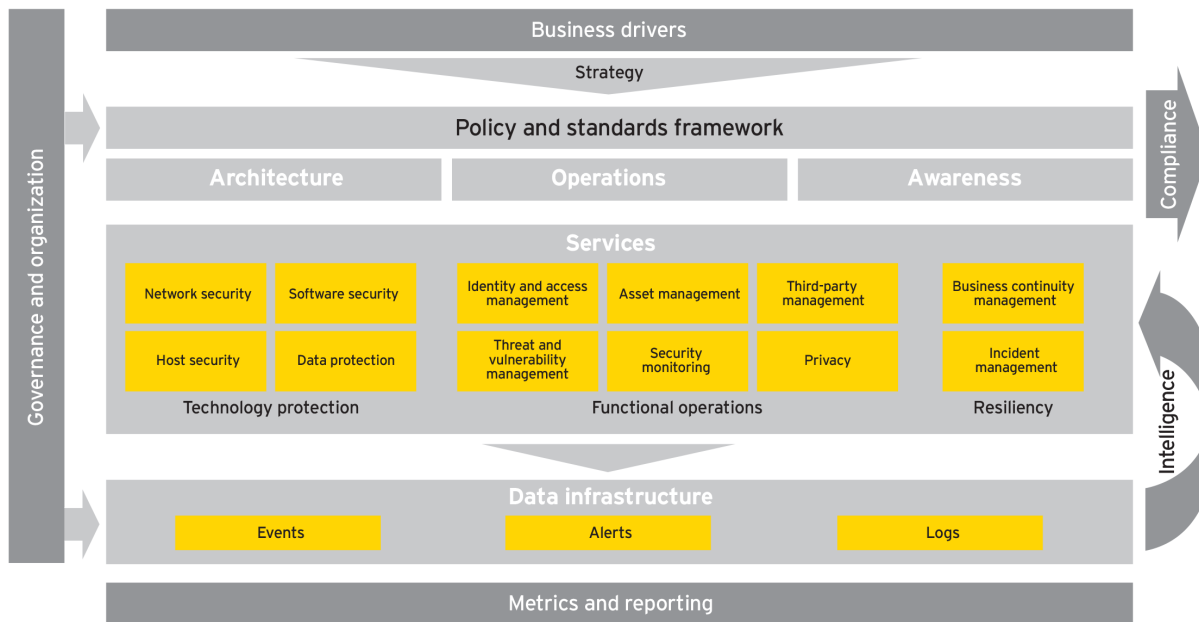 Business drivers
Strategy
Governance and organization
Policy and standards framework
Compliance
Architecture
Operations
Awareness
Services
Network security
Software security
Identity and access
management
Asset management
Third-party
management
Business continuity
management
Host security
Data protection
Threat and
vulnerability
management
Security
monitoring
Privacy
Incident
management
Technology protection
Functional operations
Resiliency
Intelligence
Data infrastructure
Events
Alerts
Logs
Metrics and reporting